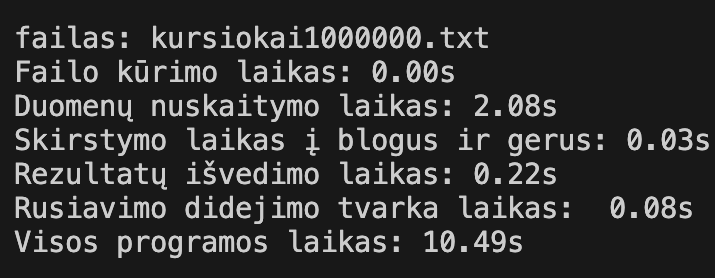 failas: kursiokai1000000.txt
Failo kūrimo laikas: 0.00s
Duomenų nuskaitymo laikas: 2.08s
Skirstymo laikas į blogus ir gerus: 0.03s
Rezultatų išvedimo laikas: 0.22s
Rusiavimo didejimo tvarka laikas:  0.08s
Visos programos laikas: 10.49s